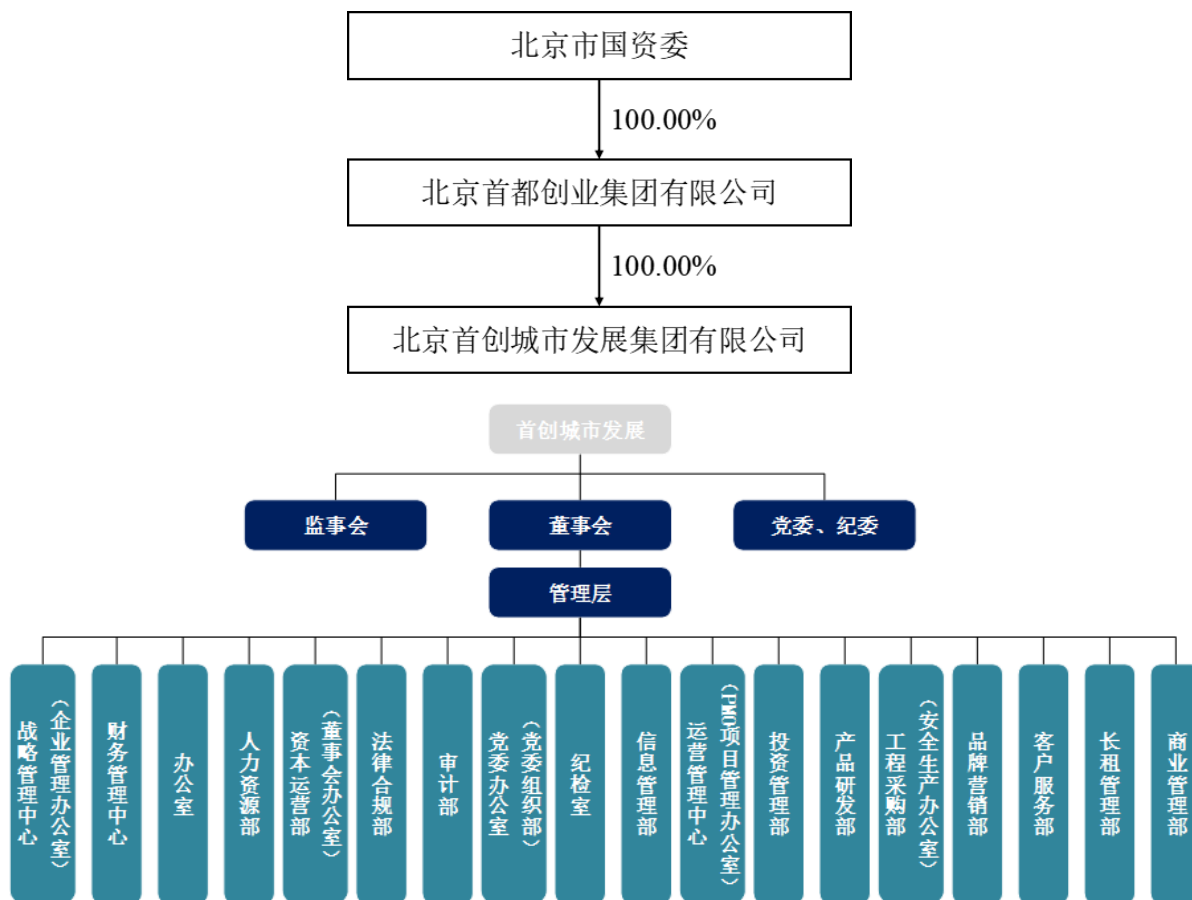 北京市国资委
100.00%
北京首都创业集团有限公司
100.00%
北京首创城市发展集团有限公司
首创城市发展
监事会
董事会
党委、纪委
管理层
战略管理中心
（企业管理办公室）
财务管理中心
办公室
人力资源部
资本运营部
（董事会办公室）
法律合规部
审计部
党委办公室
（党委组织部）
纪检室
信息管理部
运营管理中心
（PMO项目管理办公室）
投资管理部
产品研发部
工程采购部
（安全生产办公室）
品牌营销部
客户服务部
长租管理部
商业管理部